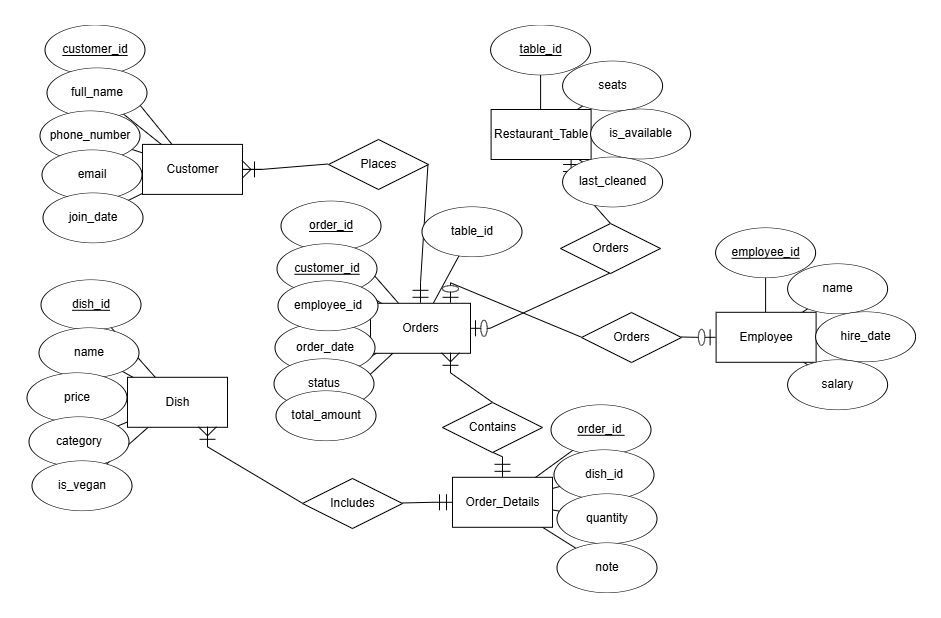 customer_id
full_name
phone_number
email
join_date
Customer
Places
table_id
seats
is_available
last_cleaned
Restaurant_Table
Orders
order_id
customer_id
employee_id
order_date
status
total_amount
table_id
Orders
Orders
employee_id
name
hire_date
salary
Employee
dish_id
name
price
category
is_vegan
Dish
Includes
Contains
Order_Details
order_id
dish_id
quantity
note